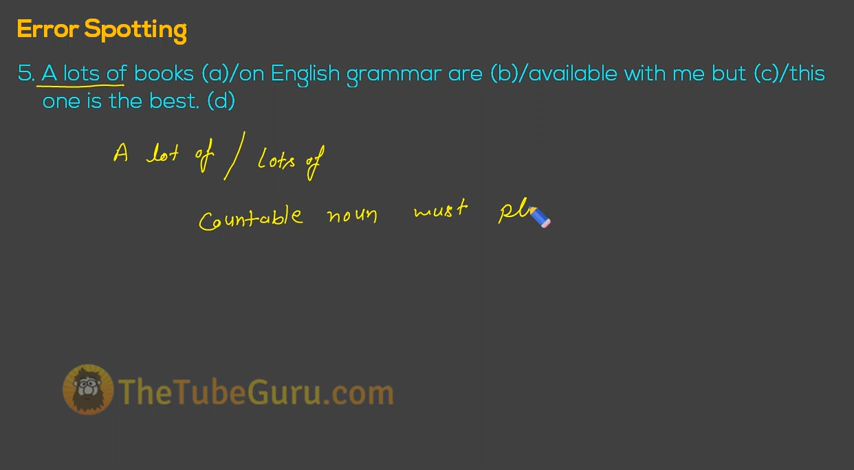 Error Spotting
5. A lots of books (a)/on English grammar are (b)/available with me but (c)/this
one is the best. (d)
A lot of / Lots of
Countable noun must pl
TheTubeGuru.com